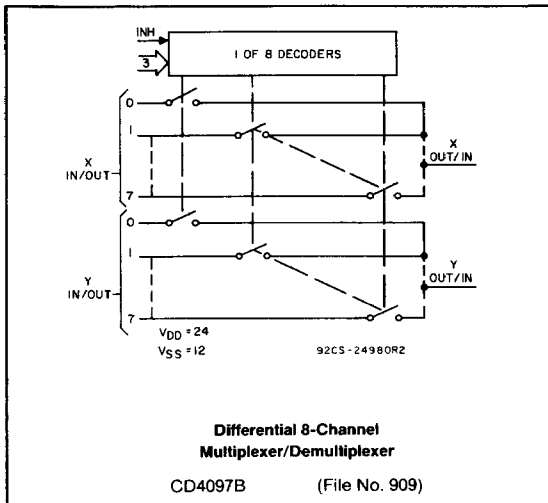 INH
3
1 OF 8 DECODERS
0
1
X
IN/OUT
7
X
OUT/IN
0
1
Y
IN/OUT
7
Y
OUT/IN
VDD = 24
VSS = 12
92CS-24980R2
Differential 8-Channel
Multiplexer/Demultiplexer
CD4097B (File No. 909)